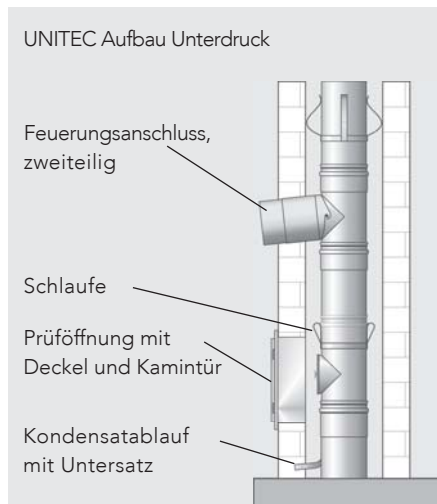 UNITEC Aufbau Unterdruck
Feuerungsanschluss,
zweiteilig
Schlaufe
Prüföffnung mit
Deckel und Kamintür
Kondensatablauf
mit Untersatz